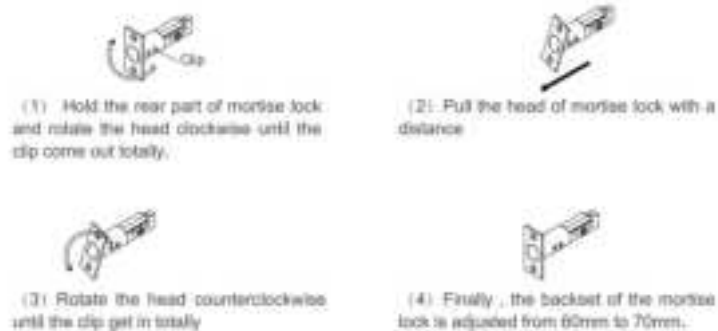 Clip
(1) Hold the rear part of mortise lock
and rotate the head clockwise until the
clip come out totally.
(2) Pull the head of mortise lock with a
distance
(3) Rotate the head counterclockwise
until the clip get in totally
(4) Finally , the backset of the mortise
lock is adjusted from 60mm to 70mm.